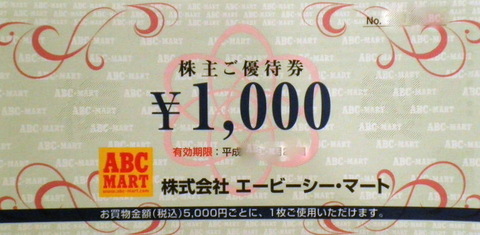 No.
株主ご優待券
¥1,000
有効期限：平成
ABC
MART
株式会社 エービーシー・マート
お買物金額(税込)5,000円ごとに、1枚ご使用いただけます。